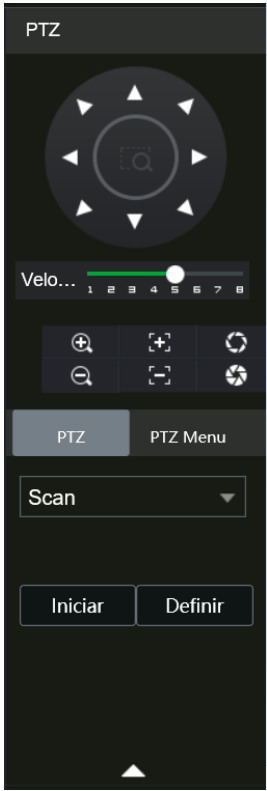 PTZ
Velo...
1 2 3 4 5 6 7 8
PTZ PTZ Menu
Scan
Iniciar Definir